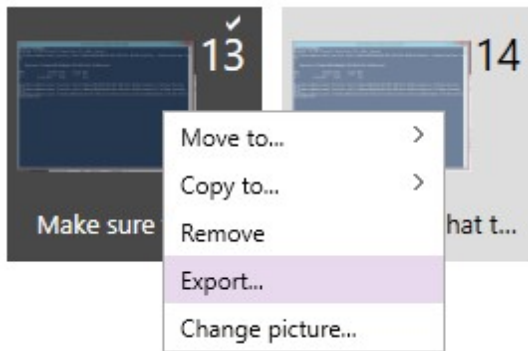 13
14
Make sure
hat t...
Move to...
Copy to...
Remove
Export...
Change picture...